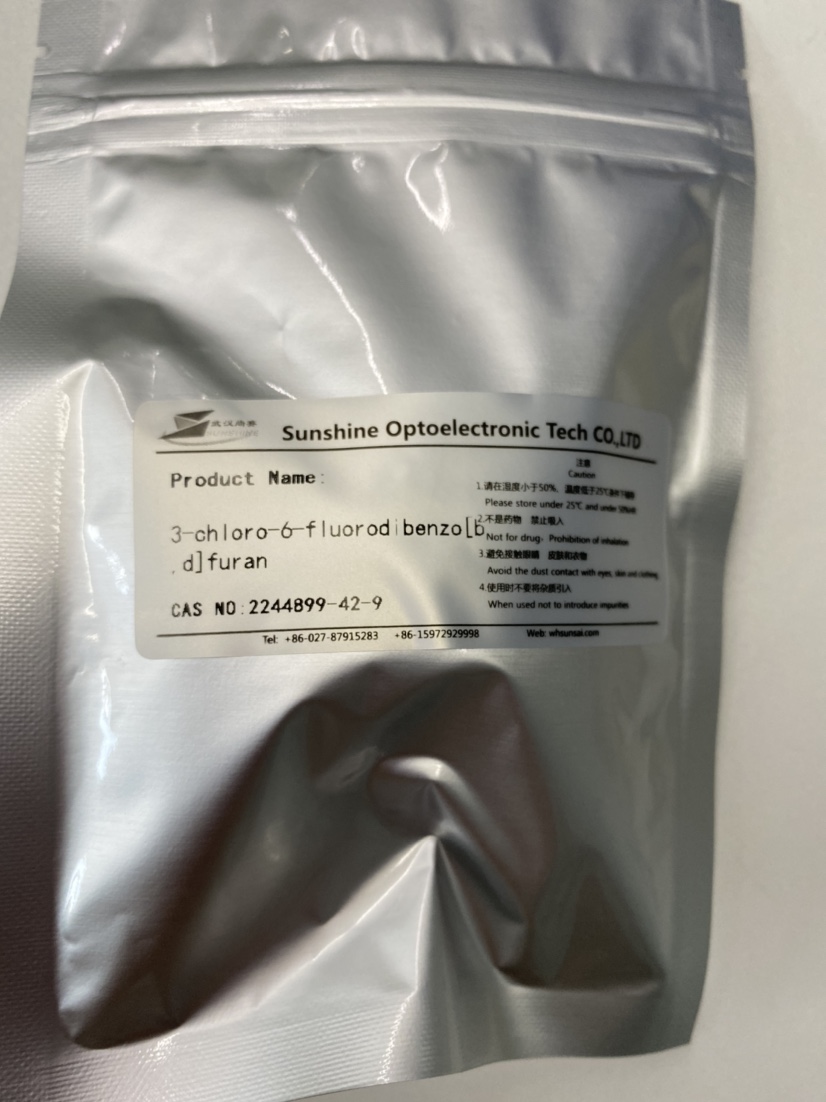 武汉尚赛
Sunshine Optoelectronic Tech CO.,LTD
Product Name:
3-chloro-6-fluorodibenzo[b
,d]furan
CAS NO:2244899-42-9
注意
Caution
1.请在湿度小于50%、温度低于25℃条件下储存
Please store under 25℃ and under 50%RH
2.不是药物 禁止吸入
Not for drug、Prohibition of inhalation
3.避免接触眼睛 皮肤和衣物
Avoid the dust contact with eyes, skin and clothing
4.使用时不要将杂质引入
When used not to introduce impurities
Tel: +86-027-87915283 +86-15972929998 Web: whsunsai.com